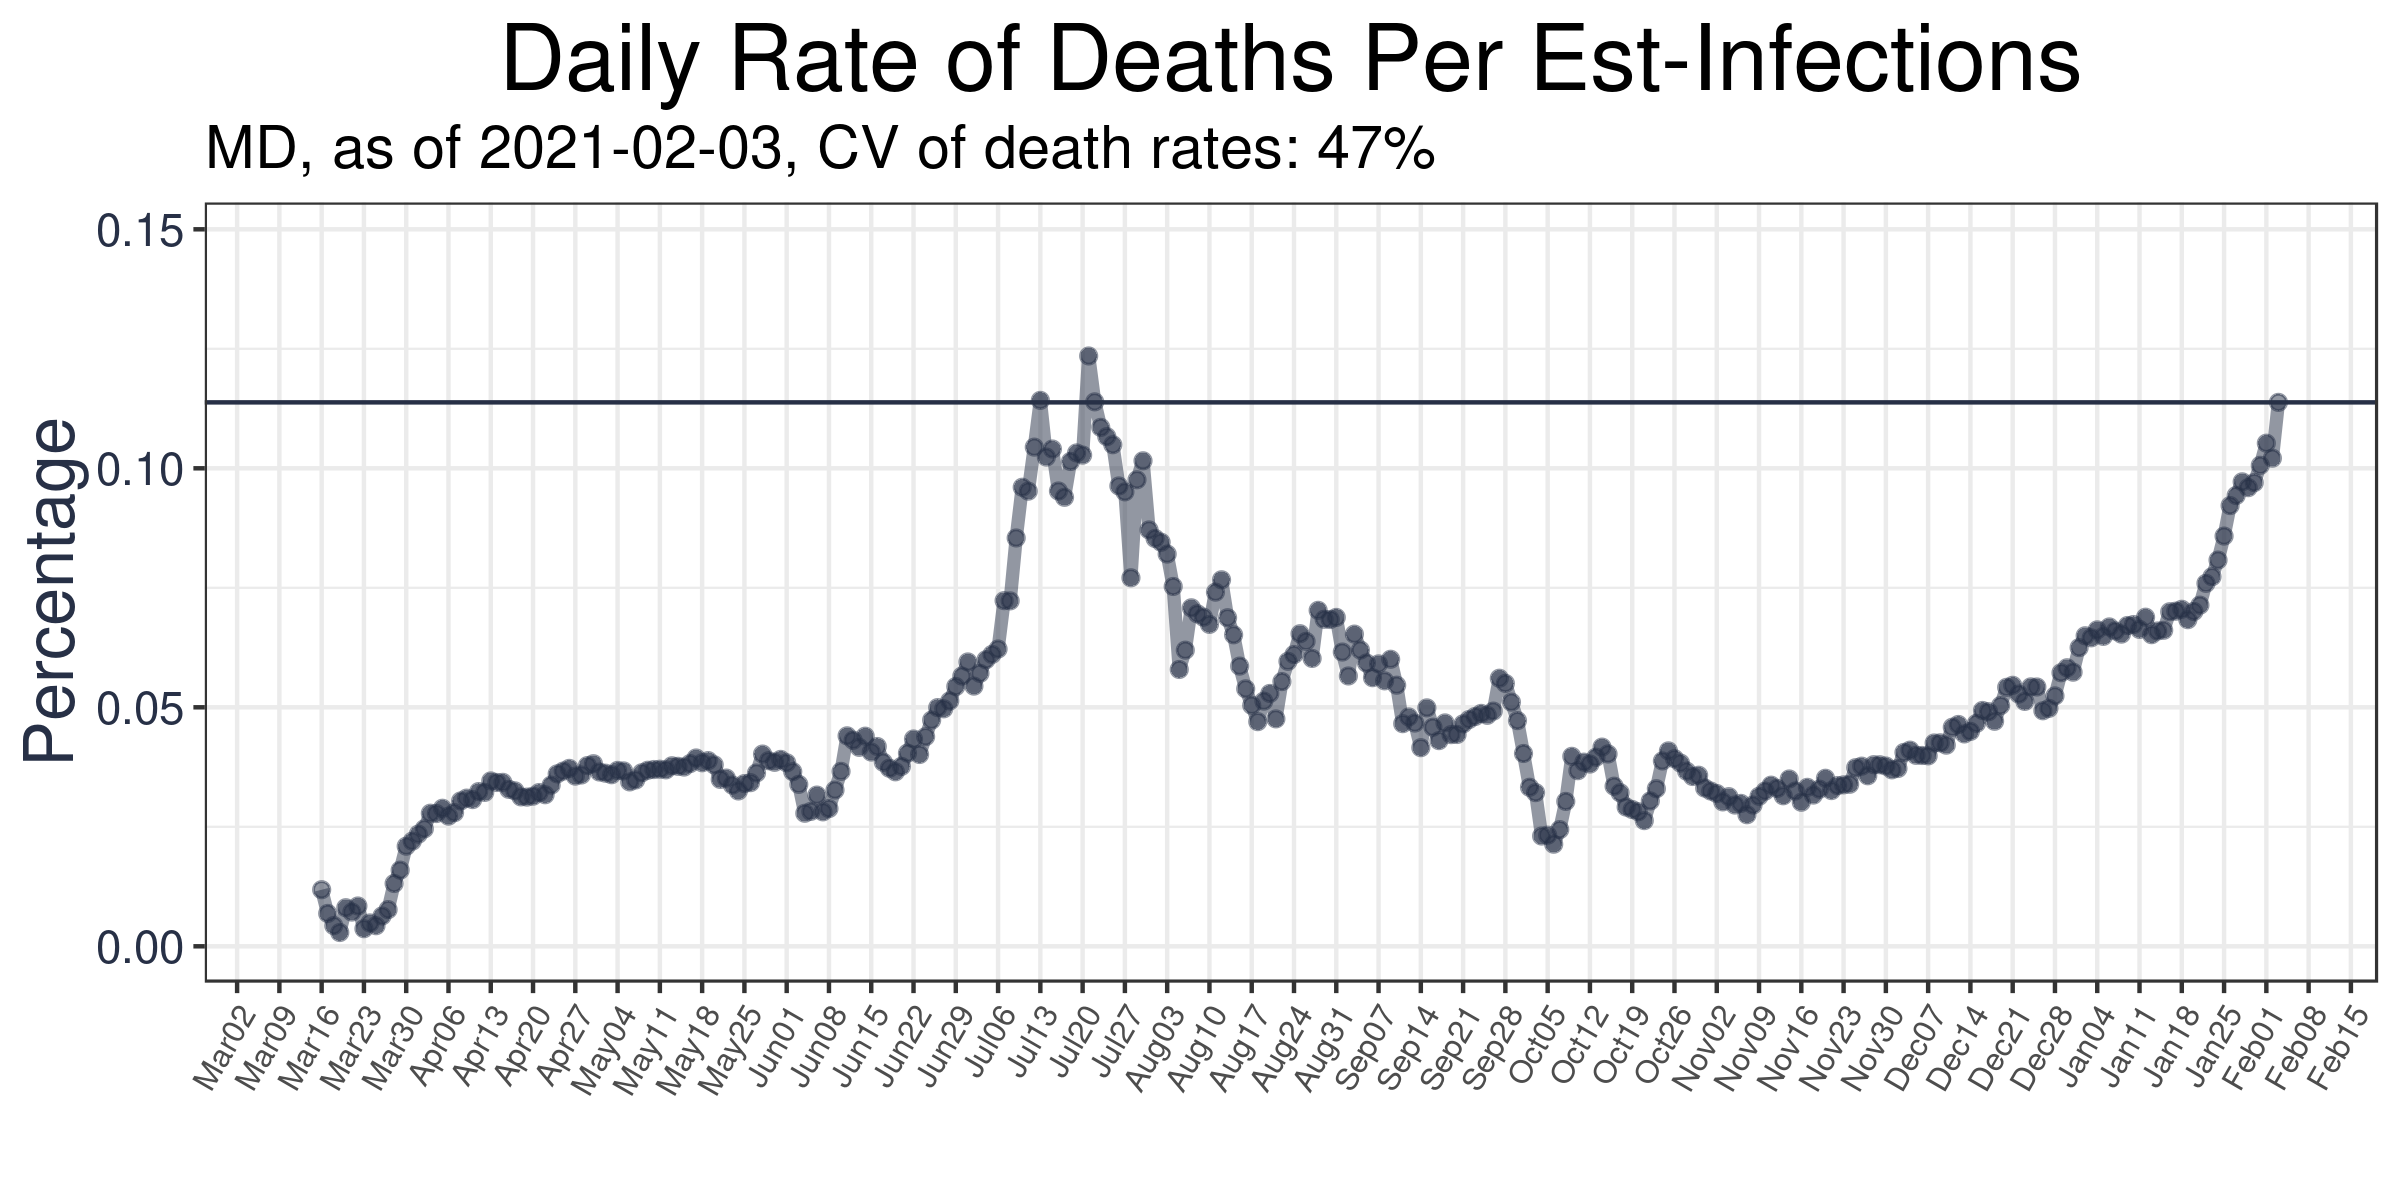 Daily Rate of Deaths Per Est-Infections
MD, as of 2021-02-03, CV of death rates: 47%
Percentage
0.15
0.10
0.05
0.00
Mar02
Mar09
Mar16
Mar23
Mar30
Apr06
Apr13
Apr20
Apr27
May04
May11
May18
May25
Jun01
Jun08
Jun15
Jun22
Jun29
Jul06
Jul13
Jul20
Jul27
Aug03
Aug10
Aug17
Aug24
Aug31
Sep07
Sep14
Sep21
Sep28
Oct05
Oct12
Oct19
Oct26
Nov02
Nov09
Nov16
Nov23
Nov30
Dec07
Dec14
Dec21
Dec28
Jan04
Jan11
Jan18
Jan25
Feb01
Feb08
Feb15